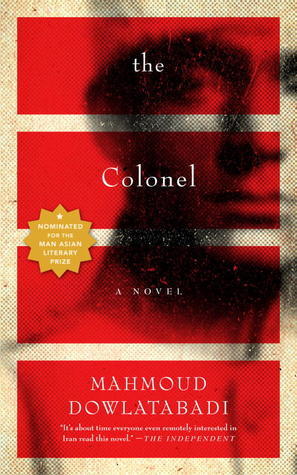 the
Colonel
NOMINATED
FOR THE
MAN ASIAN
LITERARY
PRIZE
A NOVEL
MAHMOUD
DOWLATABADI
"It's about time everyone even remotely interested in
Iran read this novel." —THE INDEPENDENT